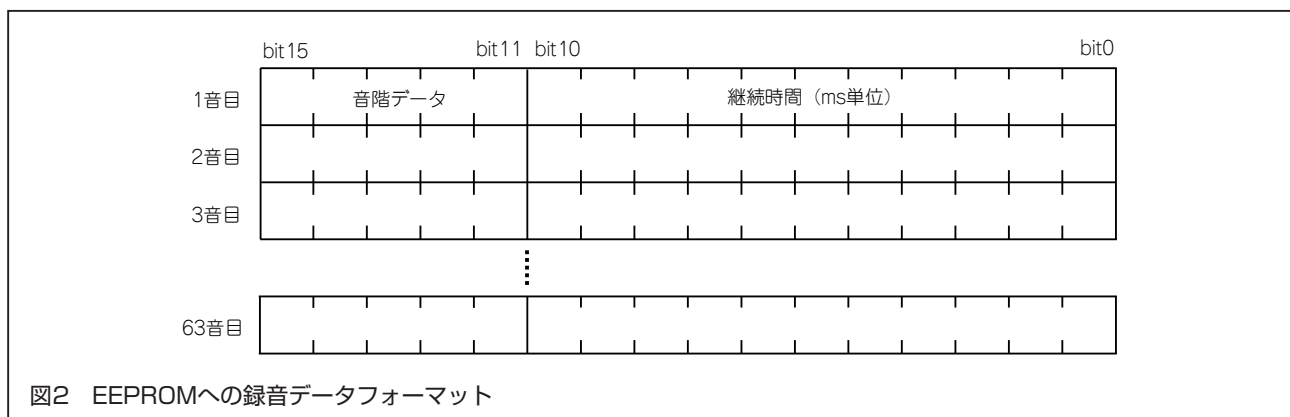 bit15 bit11 bit10 bit0
1音目 音階データ 継続時間（ms単位）
2音目
3音目
63音目
図2 EEPROMへの録音データフォーマット